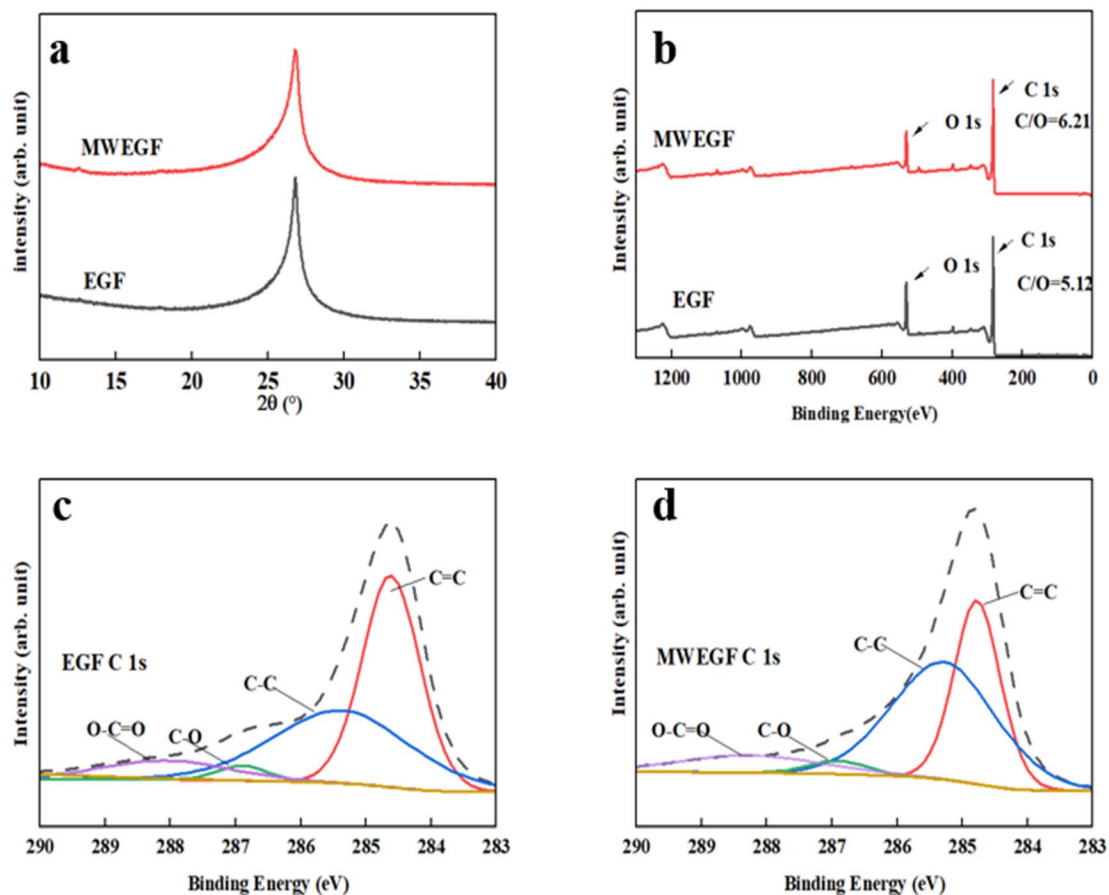 a
MWEGF
EGF
intensity (arb. unit)
10 15 20 25 30 35 40
2θ (°)
b
C 1s
O 1s
C/O=6.21
MWEGF
C 1s
O 1s
C/O=5.12
EGF
Intensity (arb. unit)
1200 1000 800 600 400 200 0
Binding Energy(eV)
c
C=C
EGF C 1s
C-C
O-C=O
C-O
Intensity (arb. unit)
290 289 288 287 286 285 284 283
Binding Energy (eV)
d
C=C
C-C
MWEGF C 1s
O-C=O
C-O
Intensity (arb. unit)
290 289 288 287 286 285 284 283
Binding Energy (eV)